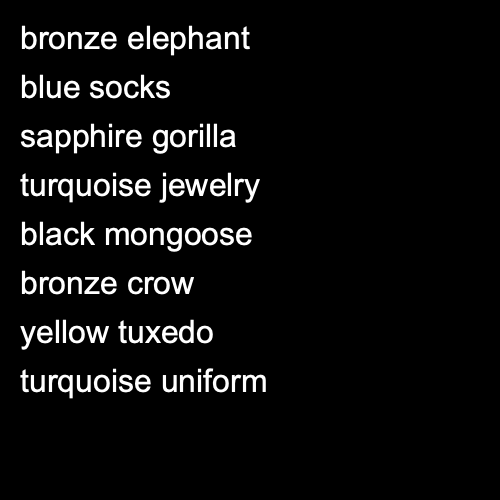 bronze elephant
blue socks
sapphire gorilla
turquoise jewelry
black mongoose
bronze crow
yellow tuxedo
turquoise uniform